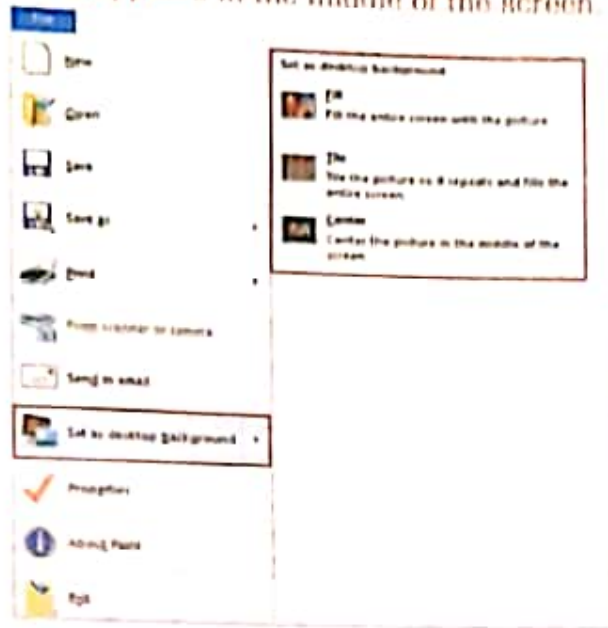 in the middle of the screen.
File
New
Open
Save
Save as
Print
From scanner or camera
Send in email
Set as desktop background
Properties
About Paint
Exit
Set as desktop background
Fill
Fill the entire screen with the picture
Tile
Tile the picture so it repeats and fills the
entire screen
Center
Center the picture in the middle of the
screen